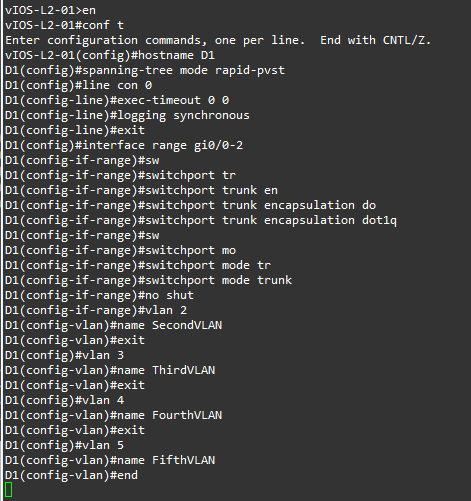 vIOS-L2-01>en
vIOS-L2-01#conf t
Enter configuration commands, one per line.  End with CNTL/Z.
vIOS-L2-01(config)#hostname D1
D1(config)#spanning-tree mode rapid-pvst
D1(config)#line con 0
D1(config-line)#exec-timeout 0 0
D1(config-line)#logging synchronous
D1(config-line)#exit
D1(config)#interface range gi0/0-2
D1(config-if-range)#sw
D1(config-if-range)#switchport tr
D1(config-if-range)#switchport trunk en
D1(config-if-range)#switchport trunk encapsulation do
D1(config-if-range)#switchport trunk encapsulation dot1q
D1(config-if-range)#sw
D1(config-if-range)#switchport mo
D1(config-if-range)#switchport mode tr
D1(config-if-range)#switchport mode trunk
D1(config-if-range)#no shut
D1(config-if-range)#vlan 2
D1(config-vlan)#name SecondVLAN
D1(config-vlan)#exit
D1(config)#vlan 3
D1(config-vlan)#name ThirdVLAN
D1(config-vlan)#exit
D1(config)#vlan 4
D1(config-vlan)#name FourthVLAN
D1(config-vlan)#exit
D1(config)#vlan 5
D1(config-vlan)#name FifthVLAN
D1(config-vlan)#end